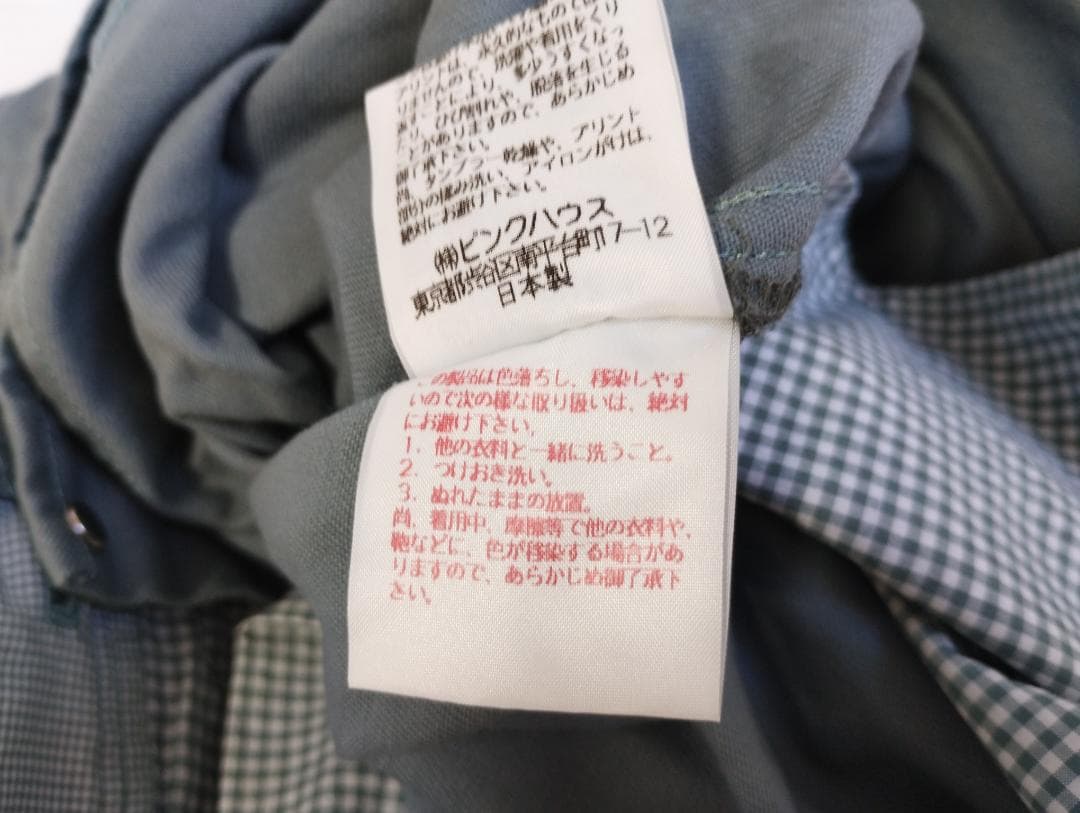 プリントは、永久的なもので
りませんので、洗濯や着用をくり
返すことにより、多少うすくなっ
たり、ひび割れや、脱落を生じる
ことがありますので、あらかじめ
御了承下さい。
尚、タンブラー乾燥や、プリント
部分の揉み洗い、アイロンがけは、
絶対にお避け下さい。
㈱ピンクハウス
東京都渋谷区南平台町17-12
日本製
の製品は色落ちし、移染しやす
いので次の様な取り扱いは、絶対
にお避け下さい。
1. 他の衣料と一緒に洗うこと。
2. つけおき洗い。
3. ぬれたままの放置。
尚、着用中、摩擦等で他の衣料や、
鞄などに、色が移染する場合があ
りますので、あらかじめ御了承下
さい。